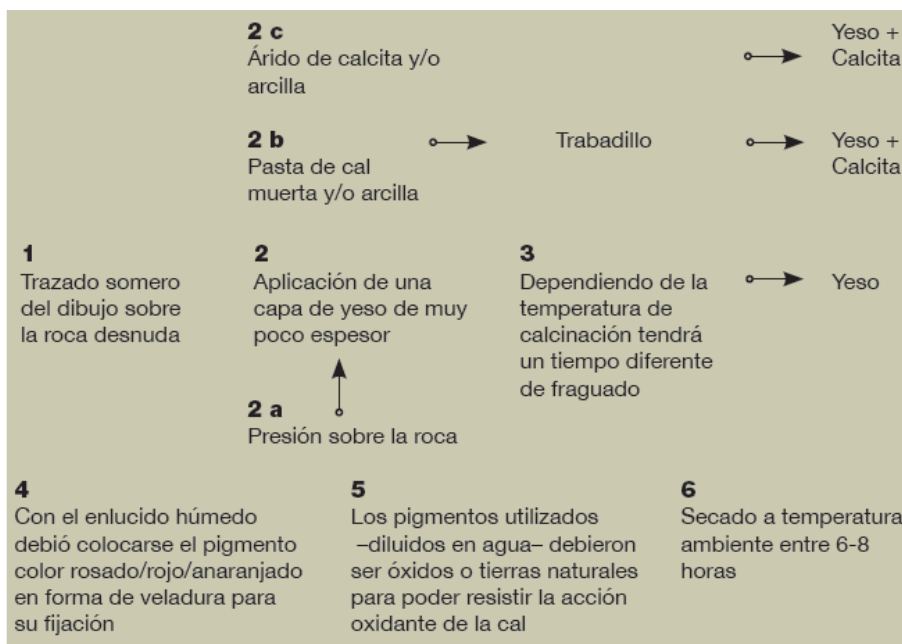 2 c
Árido de calcita y/o
arcilla
Yeso +
Calcita
2 b
Pasta de cal
muerta y/o arcilla
Trabadillo
Yeso +
Calcita
1
Trazado somero
del dibujo sobre
la roca desnuda
2
Aplicación de una
capa de yeso de muy
poco espesor
3
Dependiendo de la
temperatura de
calcinación tendrá
un tiempo diferente
de fraguado
Yeso
2 a
Presión sobre la roca
4
Con el enlucido húmedo
debió colocarse el pigmento
color rosado/rojo/anaranjado
en forma de veladura para
su fijación
5
Los pigmentos utilizados
–diluidos en agua– debieron
ser óxidos o tierras naturales
para poder resistir la acción
oxidante de la cal
6
Secado a temperatura
ambiente entre 6-8
horas